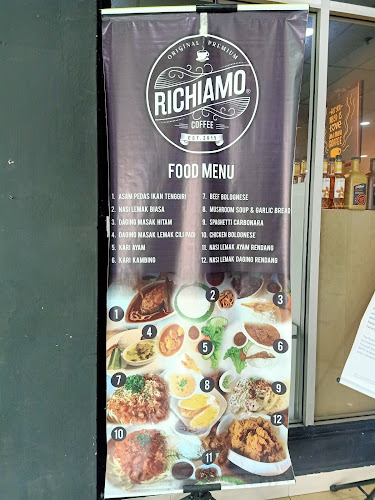 ORIGINAL PREMIUM
RICHIAMO®
COFFEE
EST. 2015
FOOD MENU
1. ASAM PEDAS IKAN TENGGIRI
2. NASI LEMAK BIASA
3. DAGING MASAK HITAM
4. DAGING MASAK LEMAK CILI PADI
5. KARI AYAM
6. KARI KAMBING
7. BEEF BOLOGNESE
8. MUSHROOM SOUP & GARLIC BREAD
9. SPAGHETTI CARBONARA
10. CHICKEN BOLOGNESE
11. NASI LEMAK AYAM RENDANG
12. NASI LEMAK DAGING RENDANG
1
2
3
4
5
6
7
8
9
10
11
12